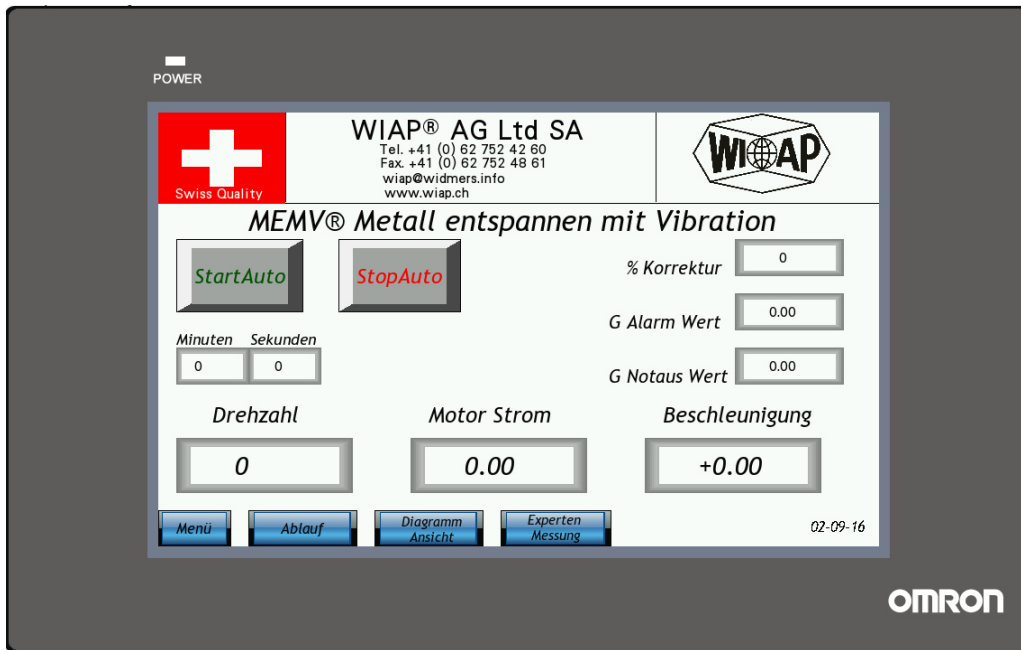 POWER
WIAP® AG Ltd SA
Tel. +41 (0) 62 752 42 60
Fax. +41 (0) 62 752 48 61
wiap@widmers.info
www.wiap.ch
Swiss Quality
WIAP
MEMV® Metall entspannen mit Vibration
StartAuto
StopAuto
% Korrektur
0
G Alarm Wert
0.00
Minuten Sekunden
0 0
G Notaus Wert
0.00
Drehzahl Motor Strom Beschleunigung
0 0.00 +0.00
Menü
Ablauf
Diagramm
Ansicht
Experten
Messung
02-09-16
OMRON